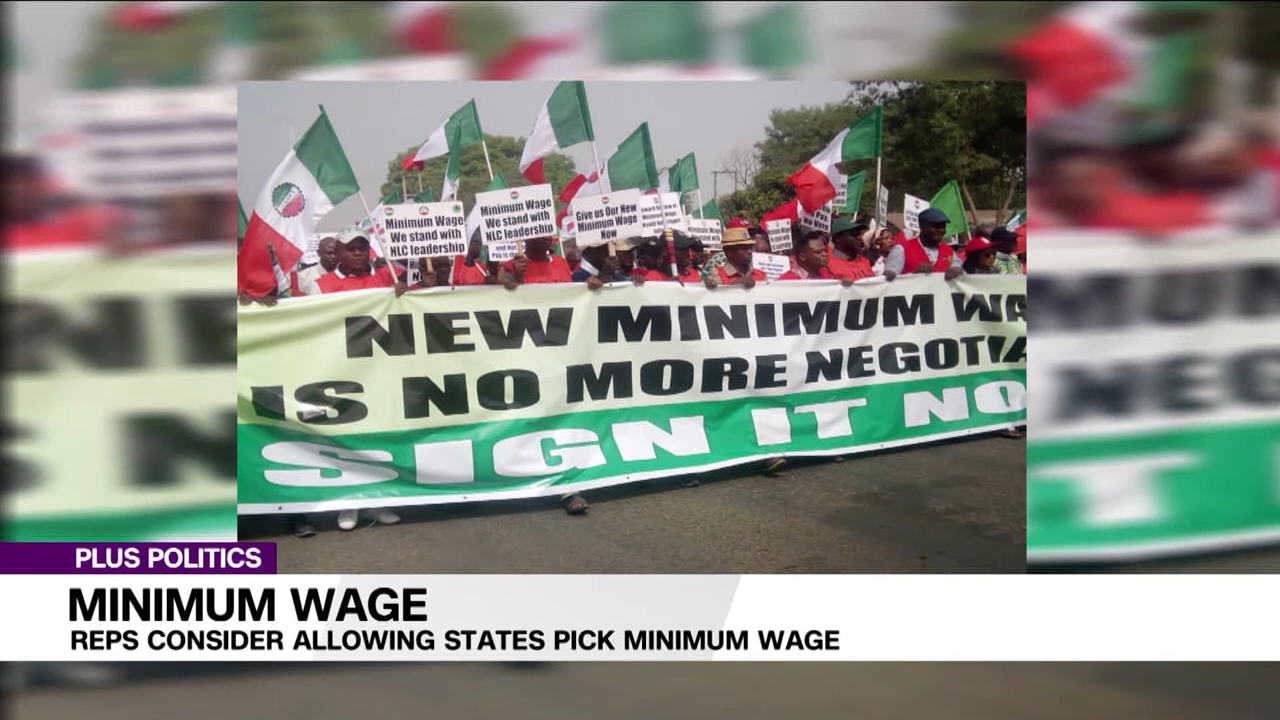 Minimum Wage
We stand with
NLC leadership
Minimum Wage
We stand with
NLC leadership
Give us Our New
Minimum Wage
Now
NEW MINIMUM WA
IS NO MORE NEGOTIA
SIGN IT NO
PLUS POLITICS
MINIMUM WAGE
REPS CONSIDER ALLOWING STATES PICK MINIMUM WAGE